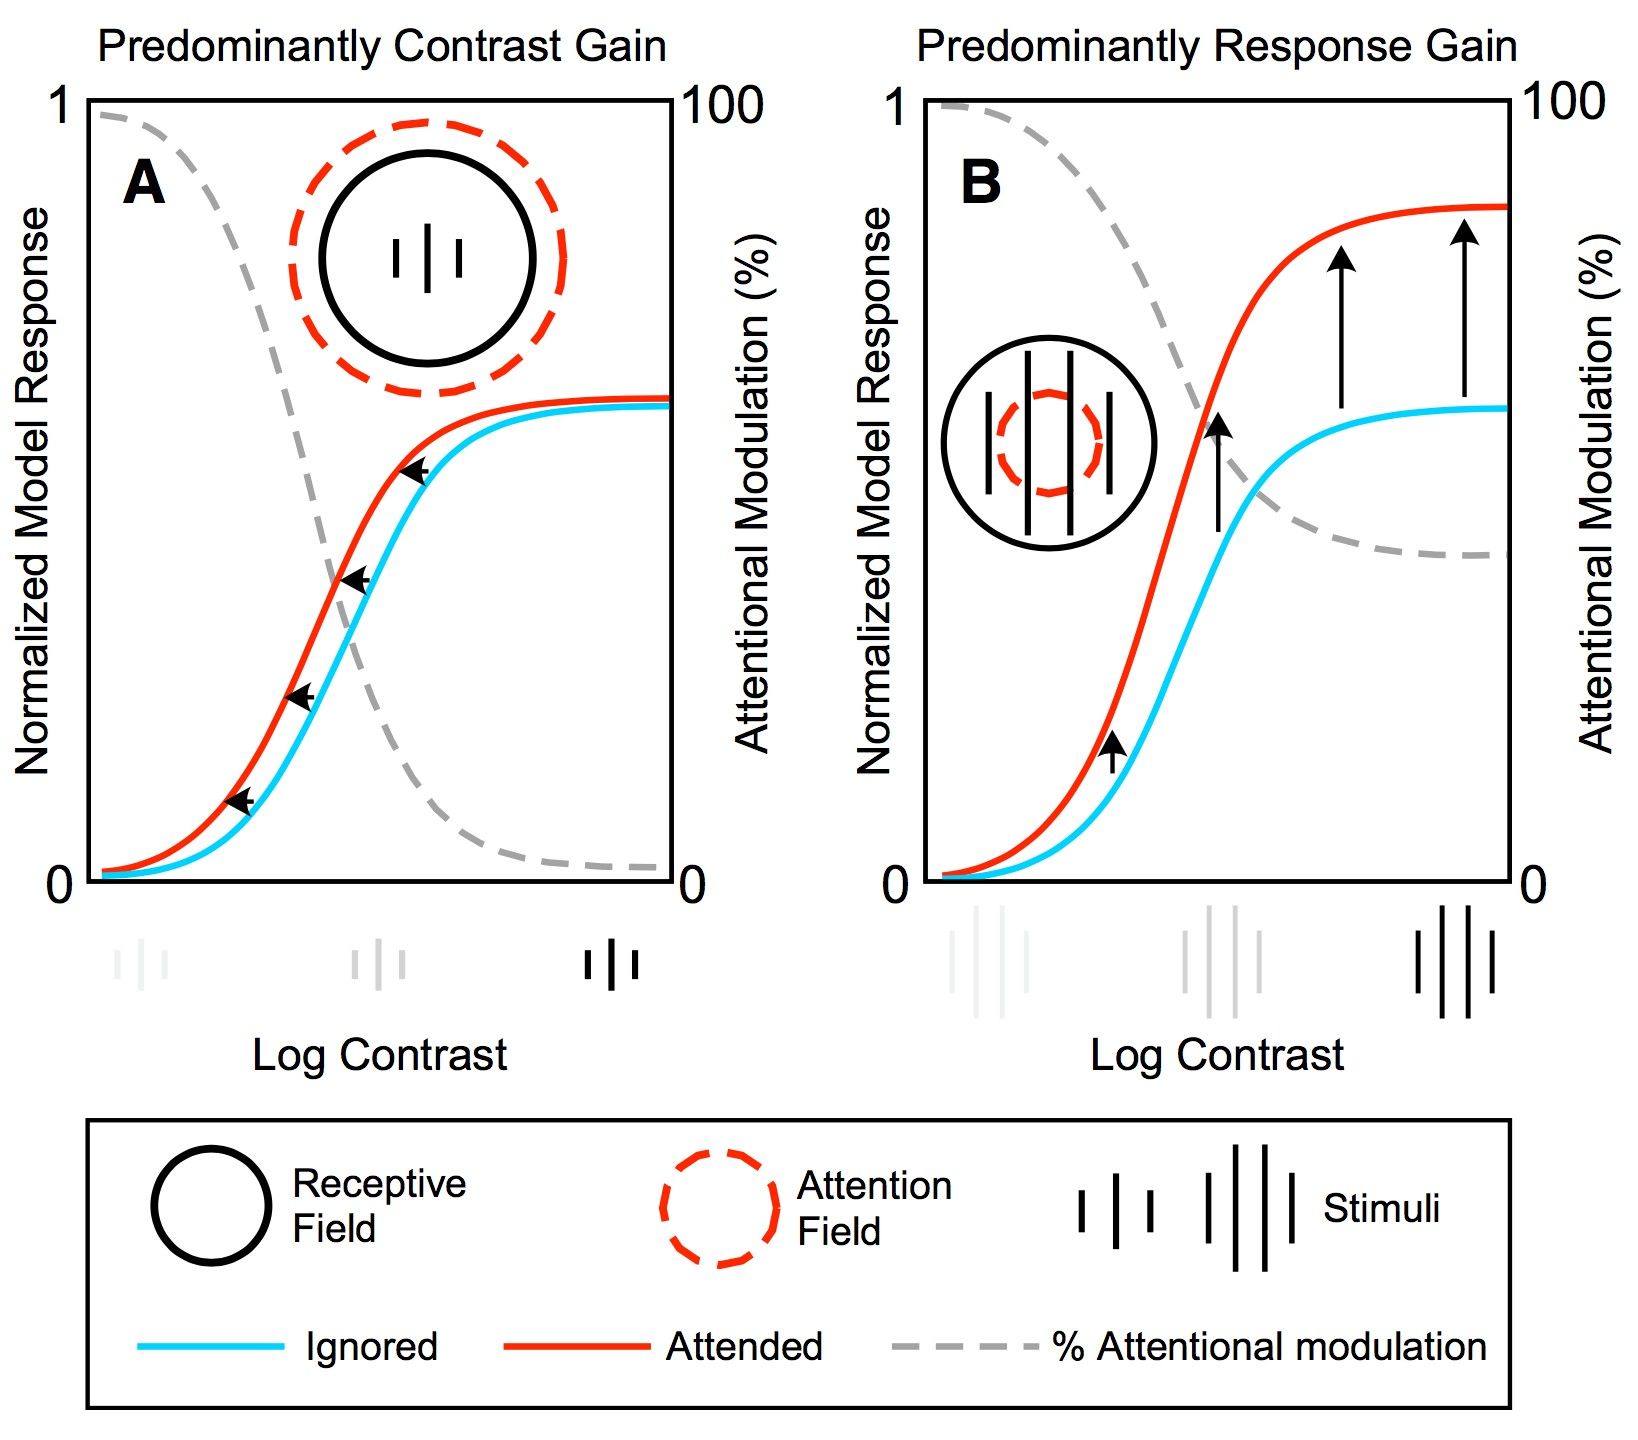 Predominantly Contrast Gain
1
100
A
Normalized Model Response
Attentional Modulation (%)
0
0
Log Contrast
Predominantly Response Gain
1
100
B
Normalized Model Response
Attentional Modulation (%)
0
0
Log Contrast
Receptive
Field
Attention
Field
Stimuli
Ignored
Attended
% Attentional modulation